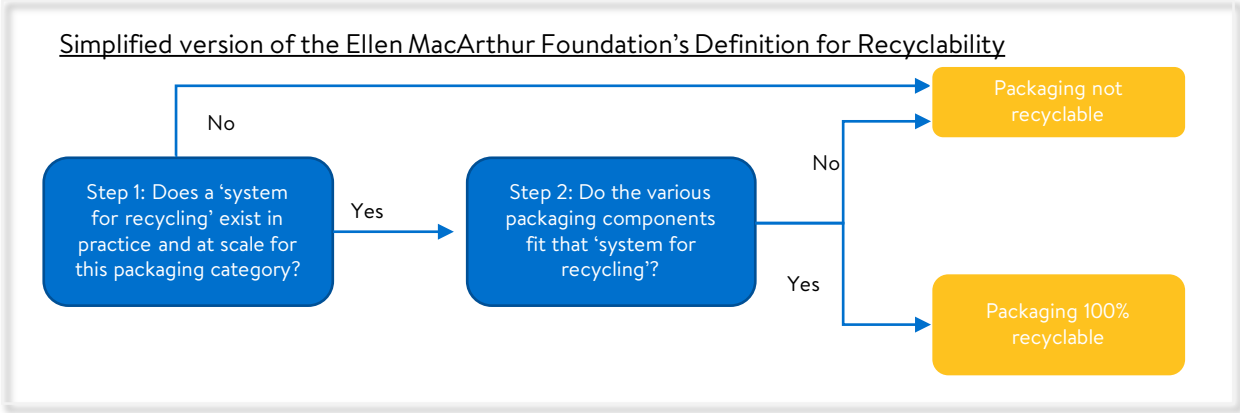 Simplified version of the Ellen MacArthur Foundation's Definition for Recyclability
Packaging not
recyclable
No
No
Step 1: Does a ‘system
for recycling’ exist in
practice and at scale for
this packaging category?
Yes
Step 2: Do the various
packaging components
fit that ‘system for
recycling’?
Yes
Packaging 100%
recyclable